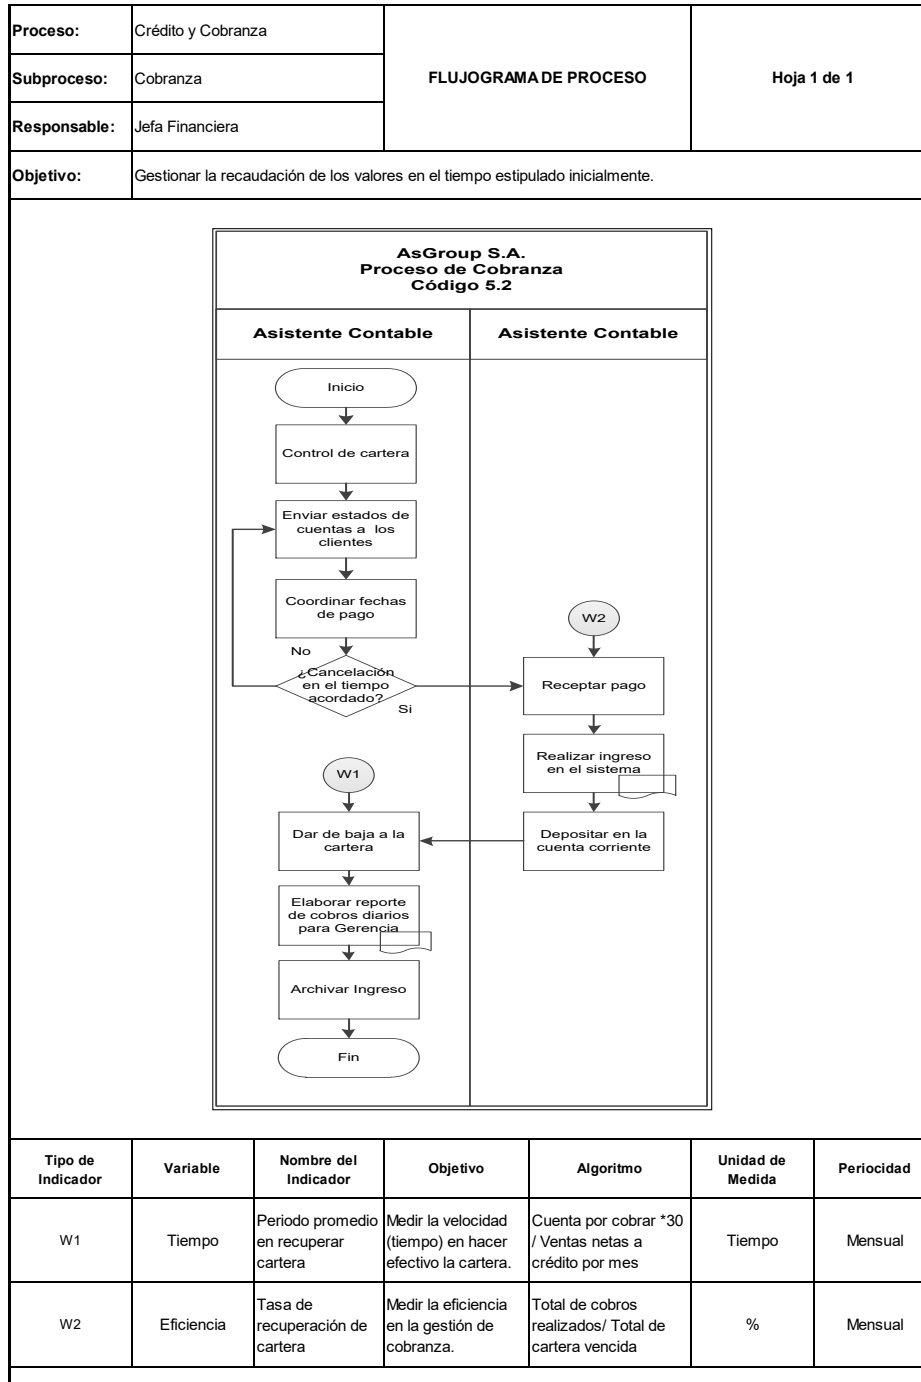 Proceso:
Crédito y Cobranza
FLUJOGRAMA DE PROCESO
Hoja 1 de 1
Subproceso:
Cobranza
Responsable:
Jefa Financiera
Objetivo:
Gestionar la recaudación de los valores en el tiempo estipulado inicialmente.
AsGroup S.A.
Proceso de Cobranza
Código 5.2
Asistente Contable
Asistente Contable
Inicio
Control de cartera
Enviar estados de
cuentas a los
clientes
Coordinar fechas
de pago
No
¿Cancelación
en el tiempo
acordado?
Si
W2
Receptar pago
Realizar ingreso
en el sistema
Depositar en la
cuenta corriente
W1
Dar de baja a la
cartera
Elaborar reporte
de cobros diarios
para Gerencia
Archivar Ingreso
Fin
Tipo de
Indicador
Variable
Nombre del
Indicador
Objetivo
Algoritmo
Unidad de
Medida
Periocidad
W1
Tiempo
Periodo promedio
en recuperar
cartera
Medir la velocidad
(tiempo) en hacer
efectivo la cartera.
Cuenta por cobrar *30
/ Ventas netas a
crédito por mes
Tiempo
Mensual
W2
Eficiencia
Tasa de
recuperación de
cartera
Medir la eficiencia
en la gestión de
cobranza.
Total de cobros
realizados/ Total de
cartera vencida
%
Mensual